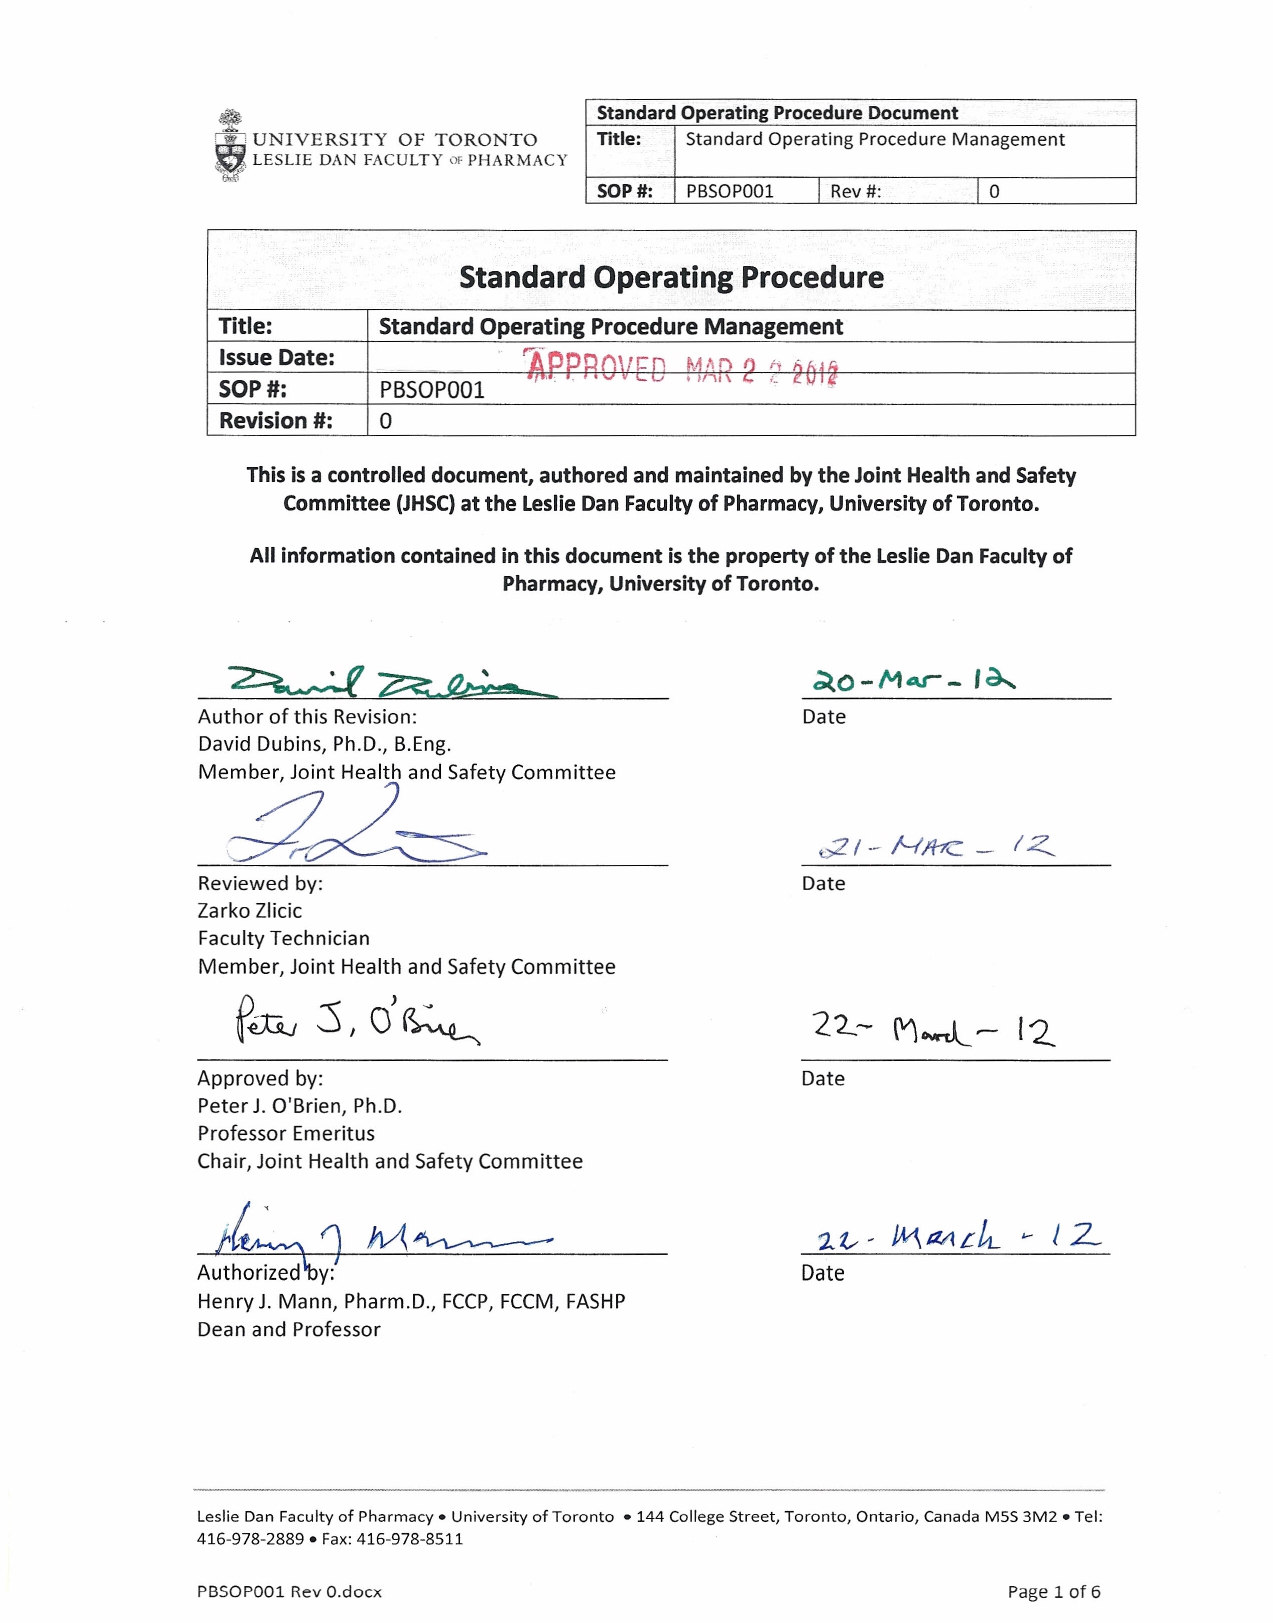 UNIVERSITY OF TORONTO
LESLIE DAN FACULTY OF PHARMACY
Standard Operating Procedure Document
Title: Standard Operating Procedure Management
SOP #: PBSOP001 Rev #: 0
Standard Operating Procedure
Title: Standard Operating Procedure Management
Issue Date: APPROVED MAR 2 2 2012
SOP #: PBSOP001
Revision #: 0
This is a controlled document, authored and maintained by the Joint Health and Safety
Committee (JHSC) at the Leslie Dan Faculty of Pharmacy, University of Toronto.
All information contained in this document is the property of the Leslie Dan Faculty of
Pharmacy, University of Toronto.
David Dubins 20-Mar-12
Author of this Revision: Date
David Dubins, Ph.D., B.Eng.
Member, Joint Health and Safety Committee
21-MAR-12
Reviewed by: Date
Zarko Zlicic
Faculty Technician
Member, Joint Health and Safety Committee
Peter J. O'Brien 22-March-12
Approved by: Date
Peter J. O'Brien, Ph.D.
Professor Emeritus
Chair, Joint Health and Safety Committee
Henry J Mann 22-March-12
Authorized by: Date
Henry J. Mann, Pharm.D., FCCP, FCCM, FASHP
Dean and Professor
Leslie Dan Faculty of Pharmacy • University of Toronto • 144 College Street, Toronto, Ontario, Canada M5S 3M2 • Tel:
416-978-2889 • Fax: 416-978-8511
PBSOP001 Rev 0.docx Page 1 of 6